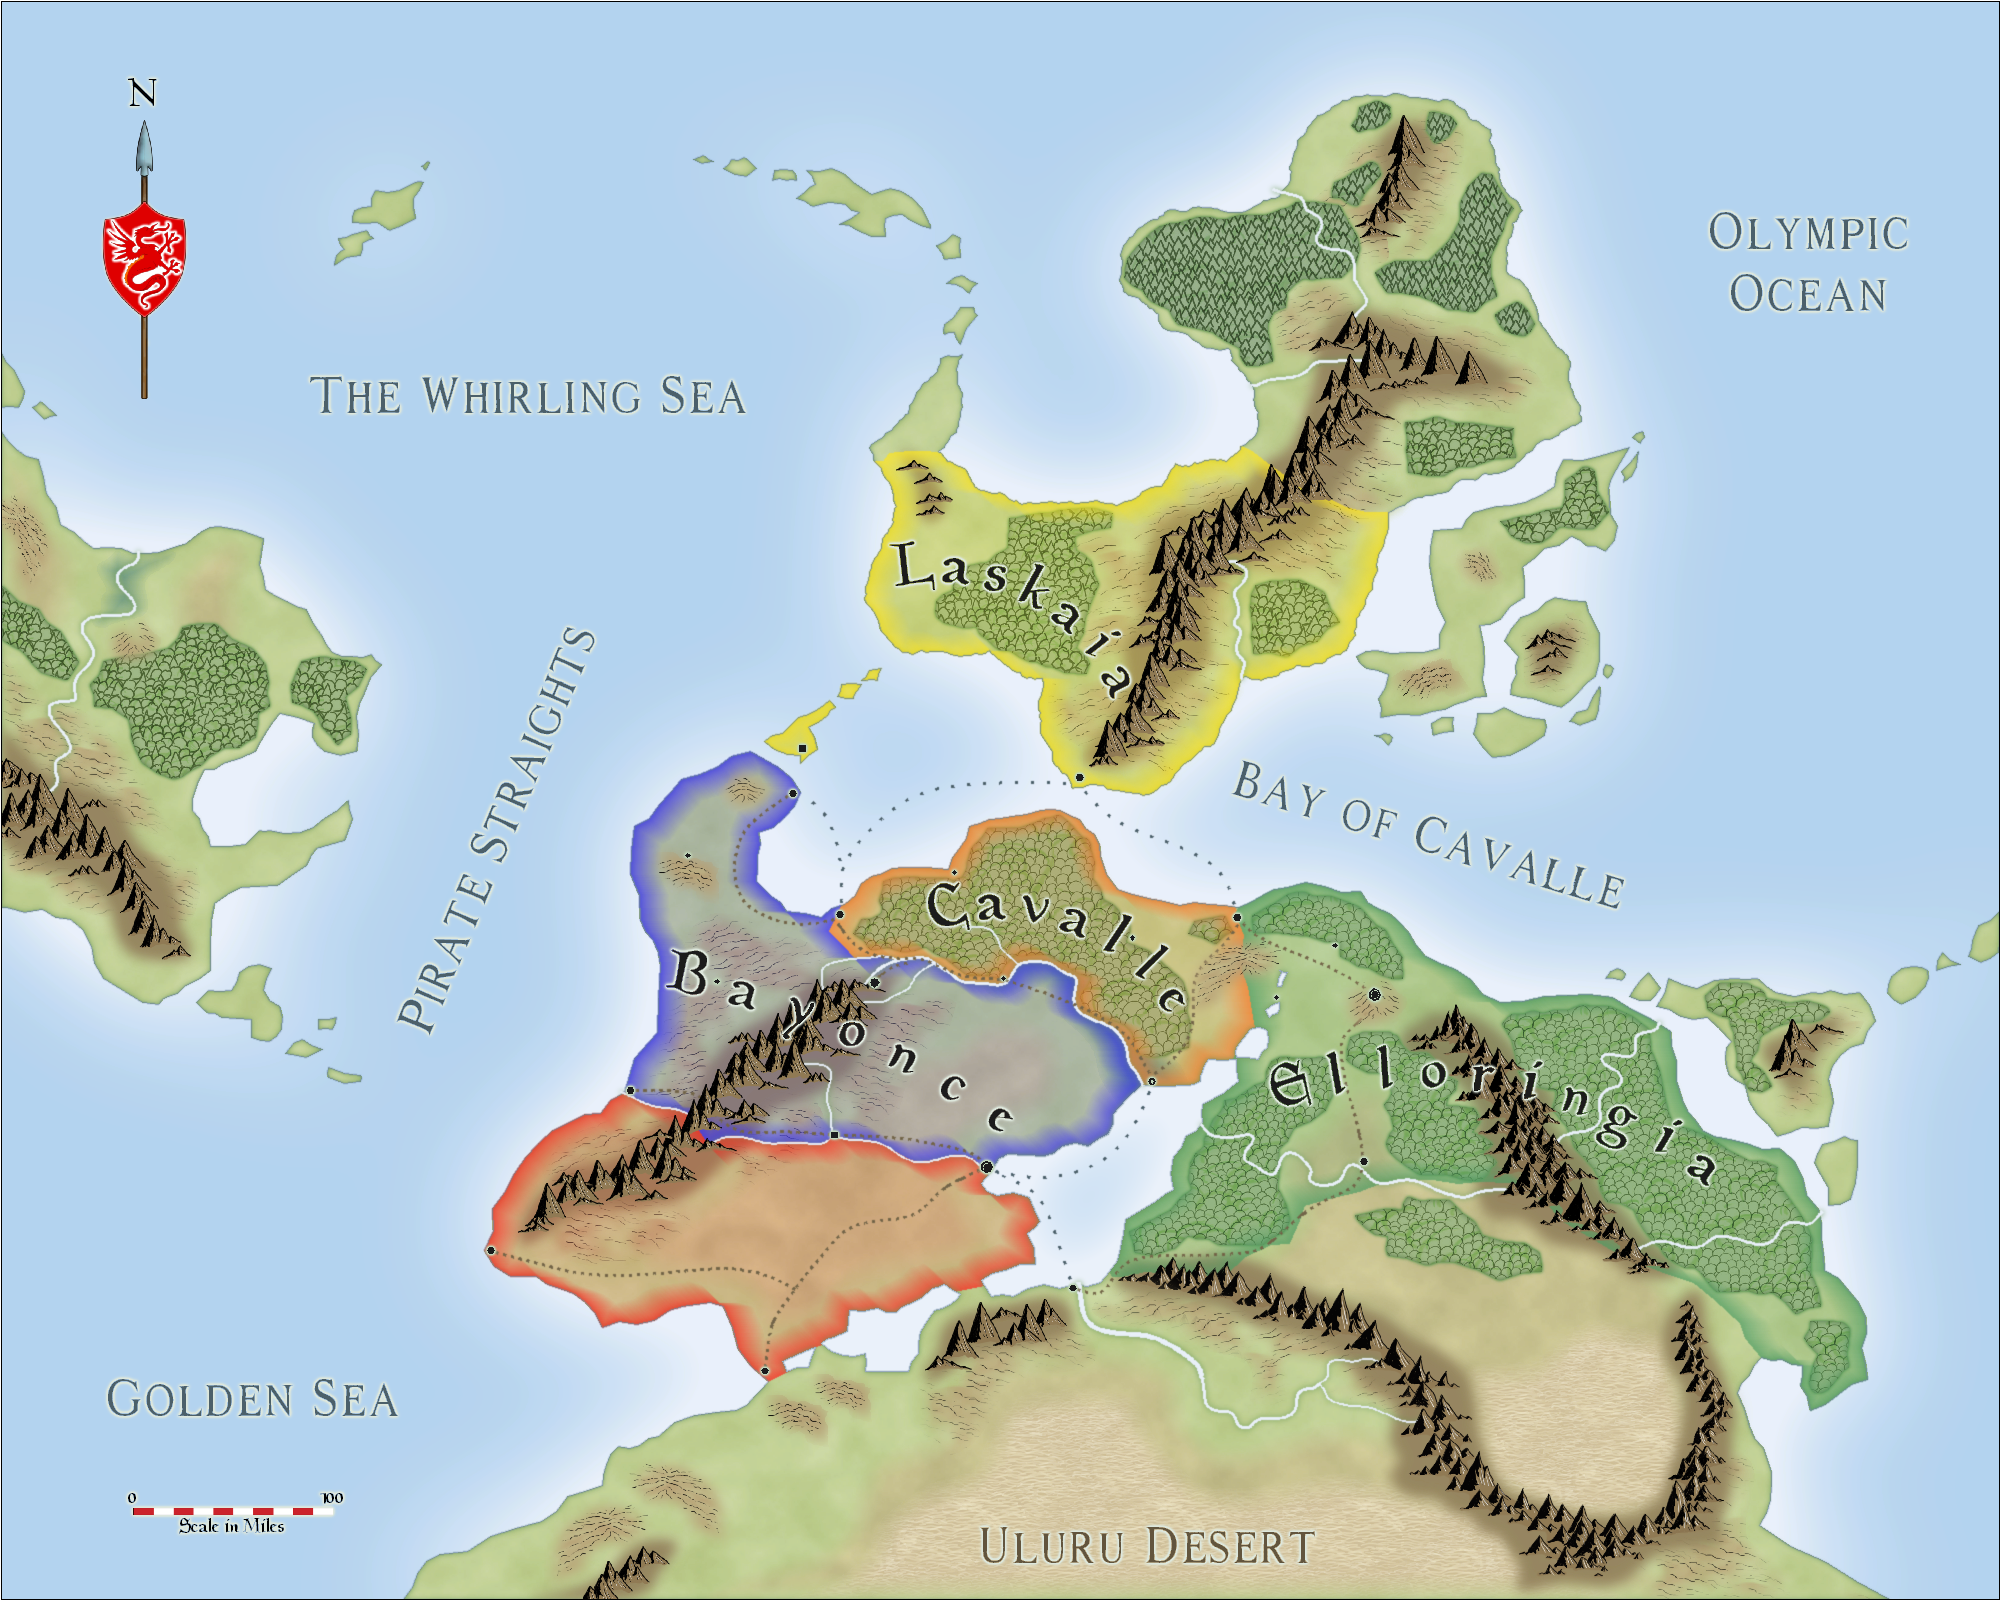 N
OLYMPIC
OCEAN
THE WHIRLING SEA
Laskaia
PIRATE STRAIGHTS
BAY OF CAVALLE
Cavalle
Bayonce
Elloringia
GOLDEN SEA
0 100
Scale in Miles
ULURU DESERT